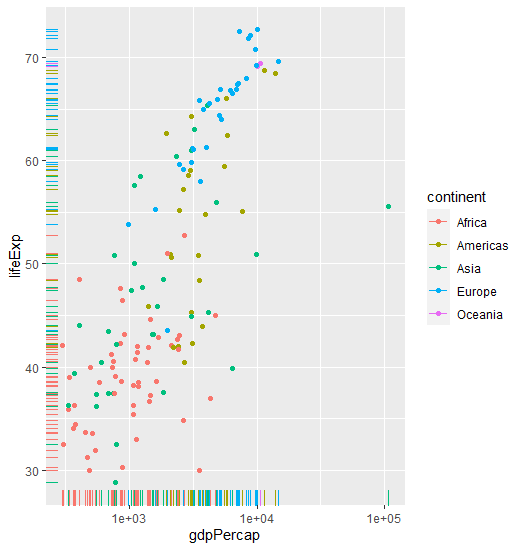 lifeExp
70
60
50
40
30
1e+03
1e+04
1e+05
gdpPercap
continent
Africa
Americas
Asia
Europe
Oceania